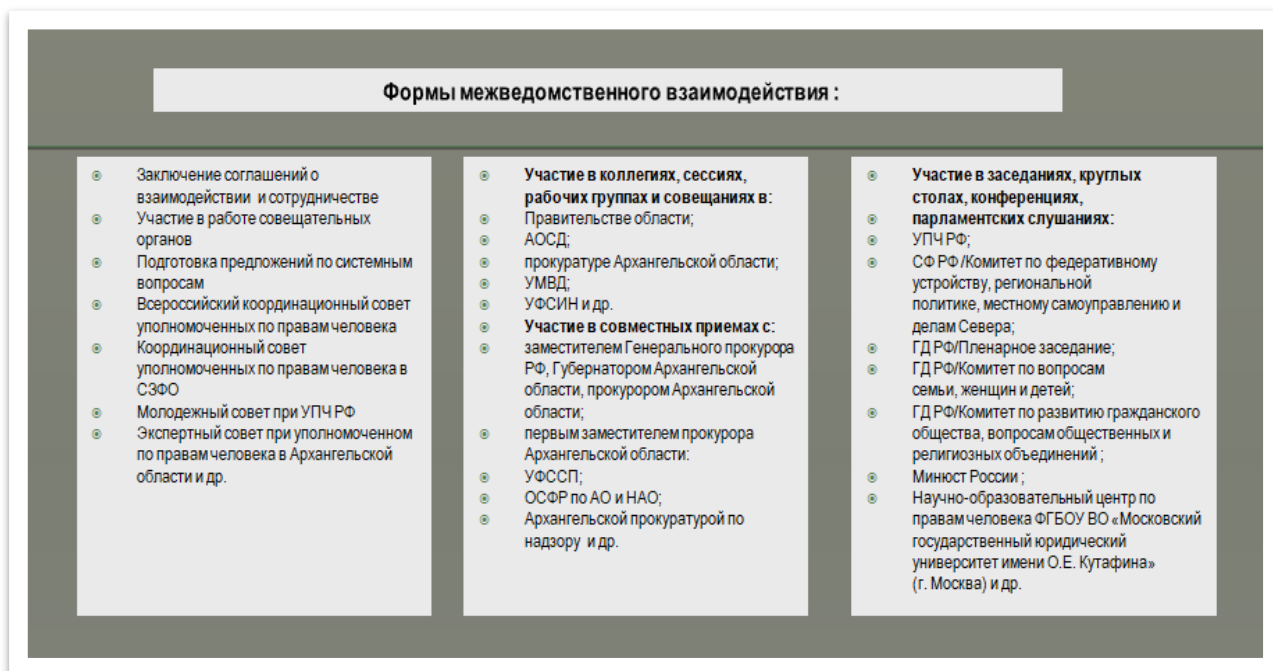 Формы межведомственного взаимодействия :
Заключение соглашений о
взаимодействии и сотрудничестве
Участие в работе совещательных
органов
Подготовка предложений по системным
вопросам
Всероссийский координационный совет
уполномоченных по правам человека
Координационный совет
уполномоченных по правам человека в
СЗФО
Молодежный совет при УПЧ РФ
Экспертный совет при уполномоченном
по правам человека в Архангельской
области и др.
Участие в коллегиях, сессиях,
рабочих группах и совещаниях в:
Правительстве области;
АОСД;
прокуратуре Архангельской области;
УМВД;
УФСИН и др.
Участие в совместных приемах с:
заместителем Генерального прокурора
РФ, Губернатором Архангельской
области, прокурором Архангельской
области;
первым заместителем прокурора
Архангельской области:
УФССП;
ОСФР по АО и НАО;
Архангельской прокуратурой по
надзору и др.
Участие в заседаниях, круглых
столах, конференциях,
парламентских слушаниях:
УПЧ РФ;
СФ РФ /Комитет по федеративному
устройству, региональной
политике, местному самоуправлению и
делам Севера;
ГД РФ/Пленарное заседание;
ГД РФ/Комитет по вопросам
семьи, женщин и детей;
ГД РФ/Комитет по развитию гражданского
общества, вопросам общественных и
религиозных объединений ;
Минюст России ;
Научно-образовательный центр по
правам человека ФГБОУ ВО «Московский
государственный юридический
университет имени О.Е. Кутафина»
(г. Москва) и др.